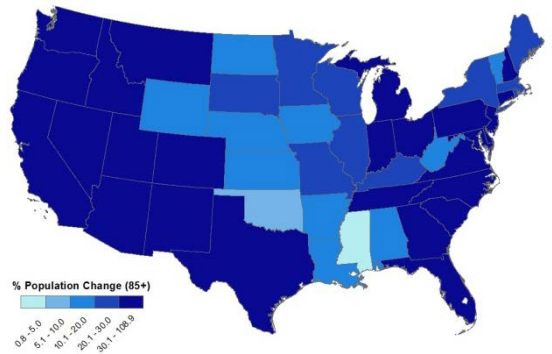 % Population Change (85+)
0.8 - 5.0
5.1 - 10.0
10.1 - 20.0
20.1 - 30.0
30.1 - 108.9